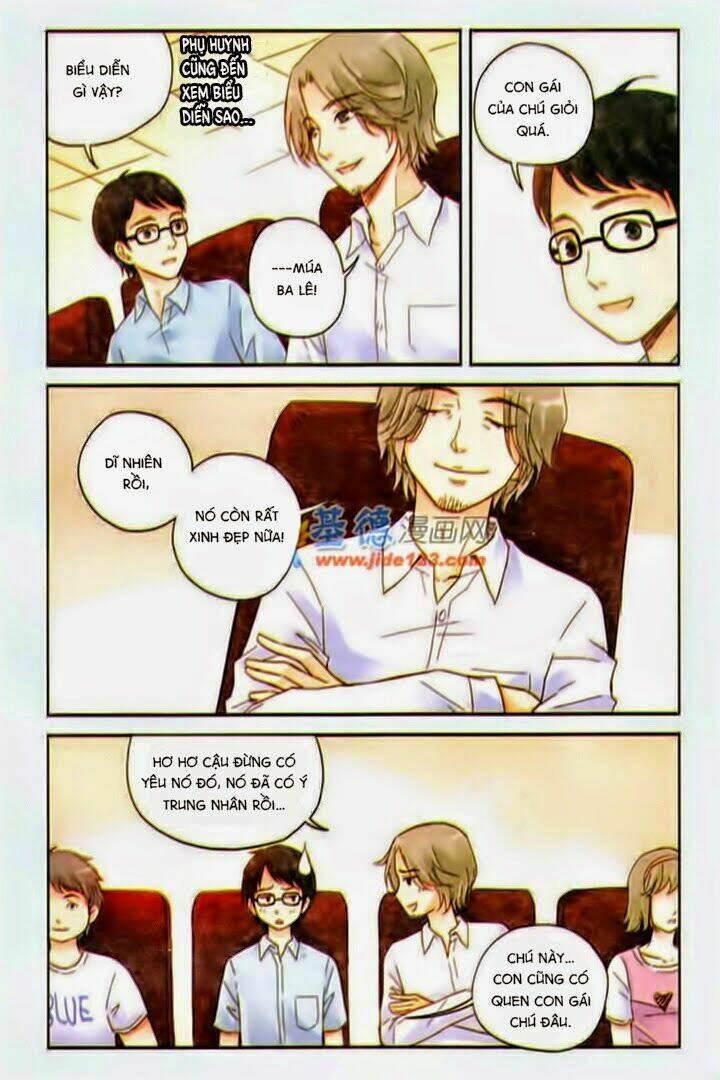 BIỂU DIỄN
GÌ VẬY?
PHỤ HUYNH
CŨNG ĐẾN
XEM BIỂU
DIỄN SAO...
---MÚA
BA LÊ!
CON GÁI
CỦA CHÚ GIỎI
QUÁ.
DĨ NHIÊN
RỒI,
NÓ CÒN RẤT
XINH ĐẸP NỮA!
基德漫画网
www.jide123.com
HƠ HƠ CẬU ĐỪNG CÓ
YÊU NÓ ĐÓ, NÓ ĐÃ CÓ Ý
TRUNG NHÂN RỒI...
BLUE
CHÚ NÀY...
CON CŨNG CÓ
QUEN CON GÁI
CHÚ ĐÂU.